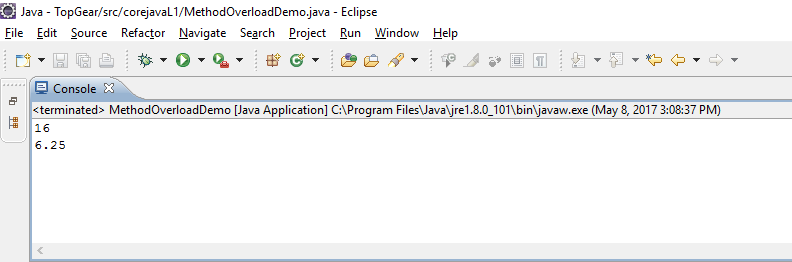 Java - TopGear/src/corejavaL1/MethodOverloadDemo.java - Eclipse
File Edit Source Refactor Navigate Search Project Run Window Help
Console
<terminated> MethodOverloadDemo [Java Application] C:\Program Files\Java\jre1.8.0_101\bin\javaw.exe (May 8, 2017 3:08:37 PM)
16
6.25